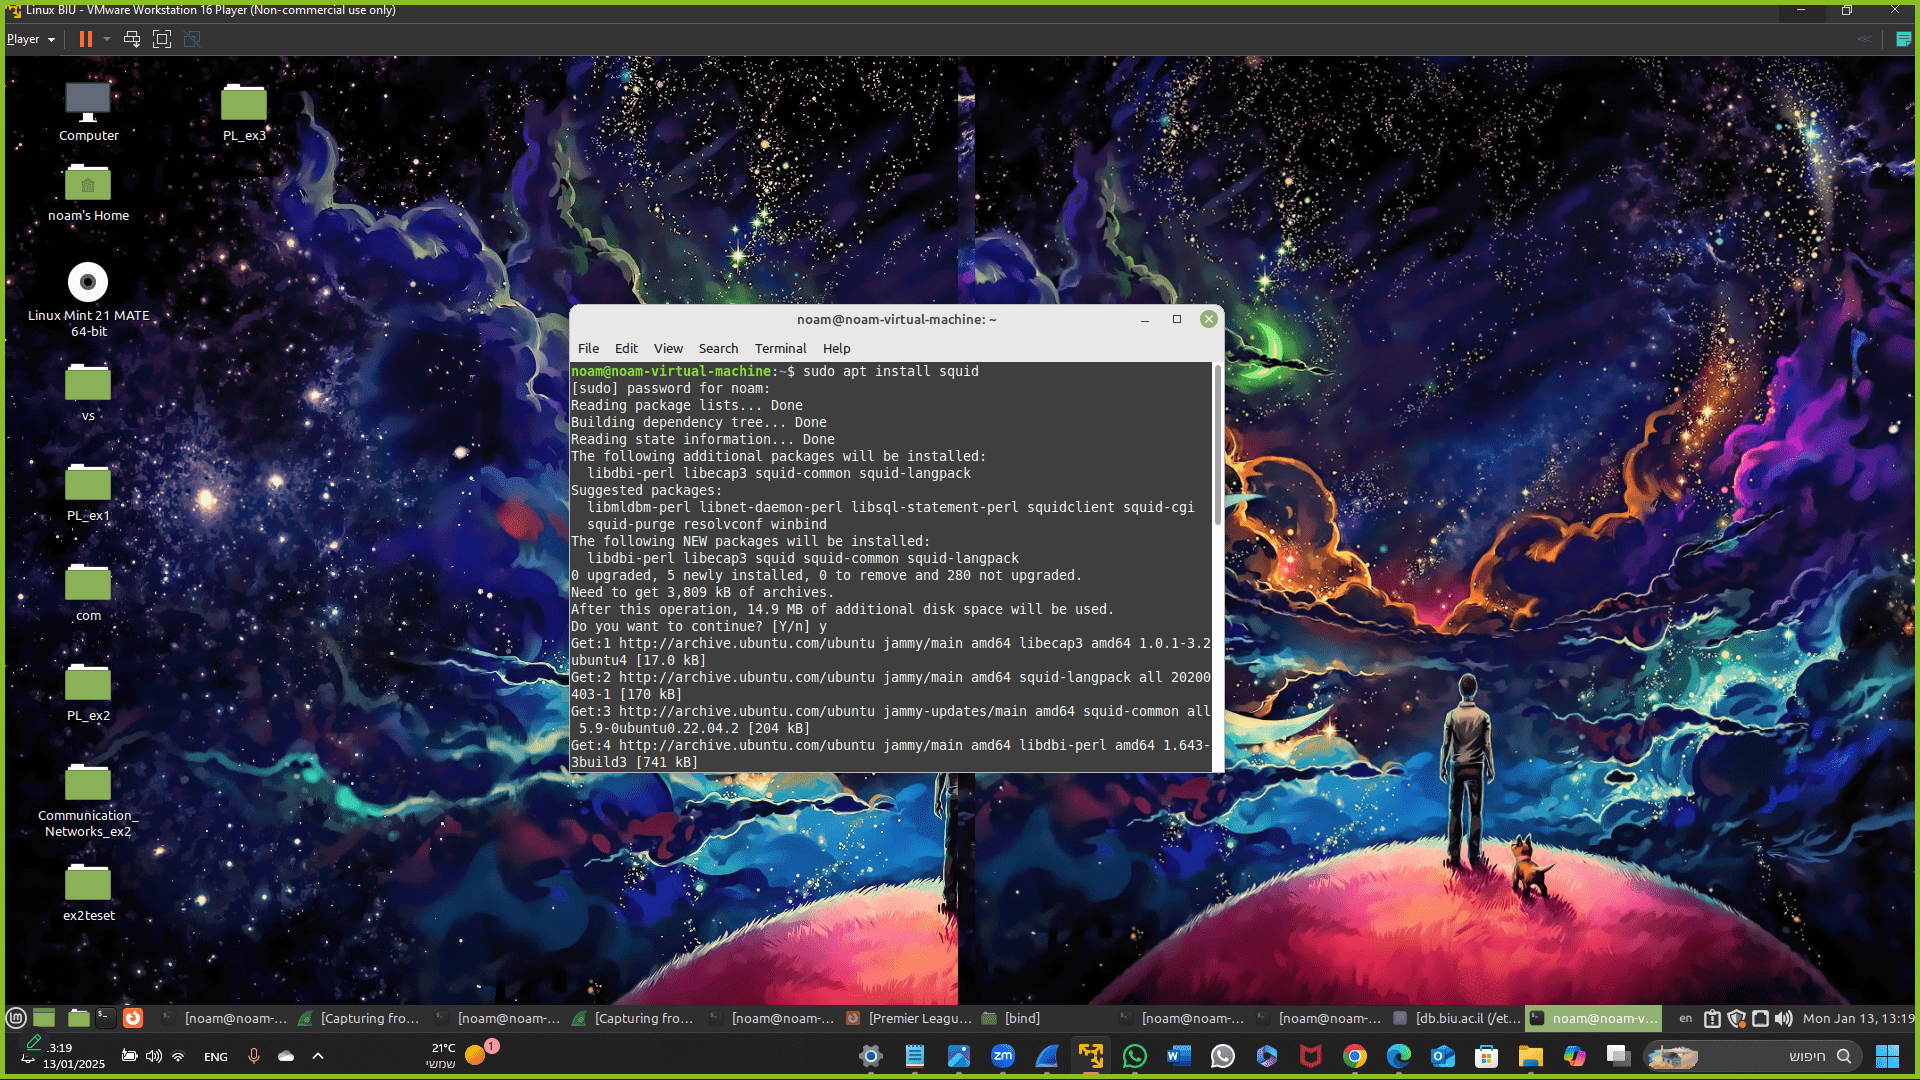 Linux BIU - VMware Workstation 16 Player (Non-commercial use only)
Player
Computer
PL_ex3
noam's Home
Linux Mint 21 MATE
64-bit
vs
PL_ex1
com
PL_ex2
Communication_
Networks_ex2
ex2teset
noam@noam-virtual-machine: ~
File Edit View Search Terminal Help
noam@noam-virtual-machine:~$ sudo apt install squid
[sudo] password for noam:
Reading package lists... Done
Building dependency tree... Done
Reading state information... Done
The following additional packages will be installed:
libdbi-perl libecap3 squid-common squid-langpack
Suggested packages:
libmldbm-perl libnet-daemon-perl libsql-statement-perl squidclient squid-cgi
squid-purge resolvconf winbind
The following NEW packages will be installed:
libdbi-perl libecap3 squid squid-common squid-langpack
0 upgraded, 5 newly installed, 0 to remove and 280 not upgraded.
Need to get 3,809 kB of archives.
After this operation, 14.9 MB of additional disk space will be used.
Do you want to continue? [Y/n] y
Get:1 http://archive.ubuntu.com/ubuntu jammy/main amd64 libecap3 amd64 1.0.1-3.2
ubuntu4 [17.0 kB]
Get:2 http://archive.ubuntu.com/ubuntu jammy/main amd64 squid-langpack all 20200
403-1 [170 kB]
Get:3 http://archive.ubuntu.com/ubuntu jammy-updates/main amd64 squid-common all
5.9-0ubuntu0.22.04.2 [204 kB]
Get:4 http://archive.ubuntu.com/ubuntu jammy/main amd64 libdbi-perl amd64 1.643-
3build3 [741 kB]
[noam@noam-... [Capturing fro... [noam@noam-... [Capturing fro... [noam@noam-... [Premier Leagu... [bind] [noam@noam-... [noam@noam-... [db.biu.ac.il (/et... noam@noam-v... en Mon Jan 13, 13:19
13:19
13/01/2025
ENG
21°C
שמשי
1
zm
חיפוש